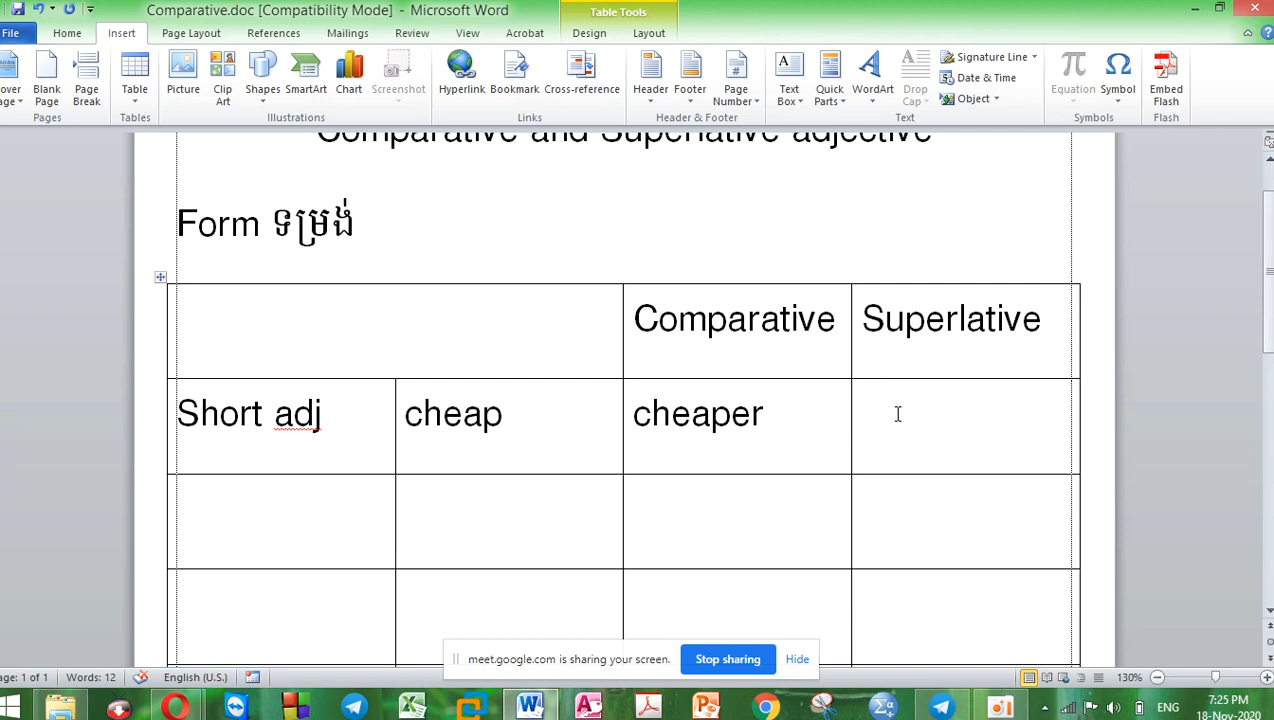 Comparative.doc [Compatibility Mode] - Microsoft Word
Table Tools
File Home Insert Page Layout References Mailings Review View Acrobat Design Layout
Blank Page
Page Break
Table
Picture
Clip Art
Shapes
SmartArt
Chart
Screenshot
Hyperlink
Bookmark
Cross-reference
Header
Footer
Page Number
Text Box
Quick Parts
WordArt
Drop Cap
Signature Line
Date & Time
Object
Equation
Symbol
Embed Flash
Pages Tables Illustrations Links Header & Footer Text Symbols Flash
Comparative and Superlative adjective
Form ទម្រង់
Comparative Superlative
Short adj cheap cheaper
meet.google.com is sharing your screen. Stop sharing Hide
1 of 1 Words: 12 English (U.S.) 130%
ENG 7:25 PM
18-Nov-2020